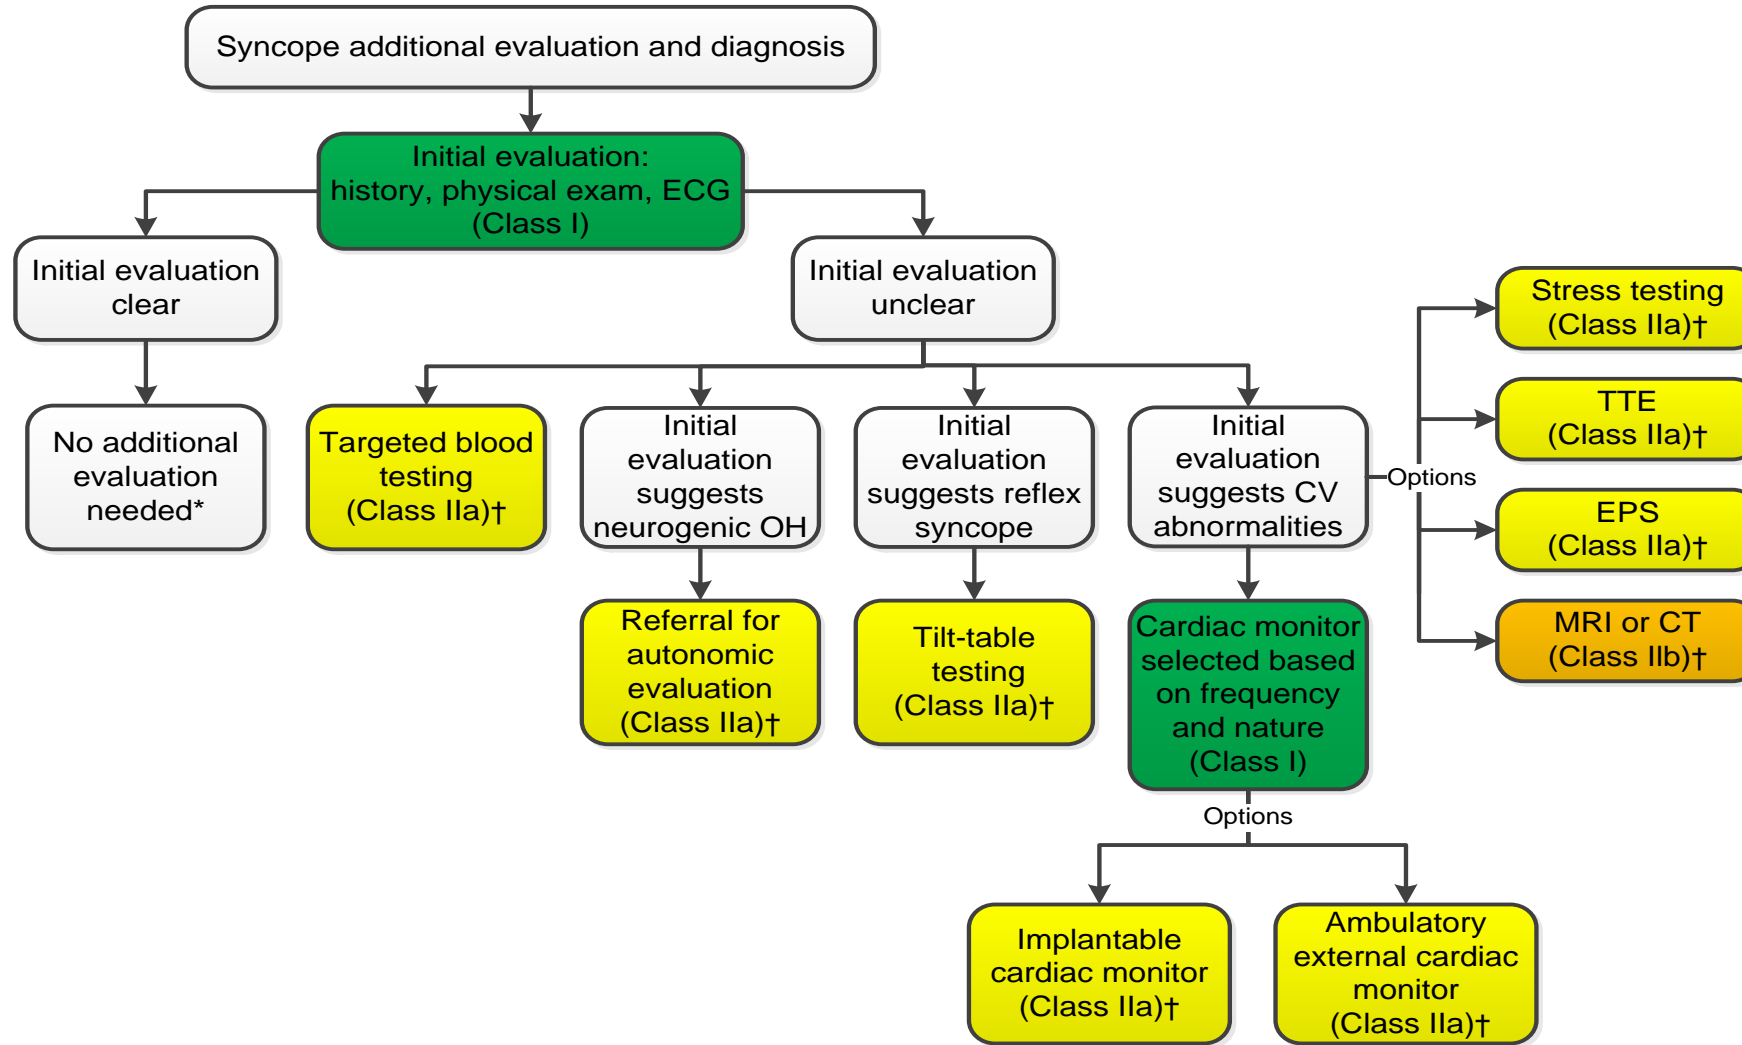 Syncope additional evaluation and diagnosis
Initial evaluation:
history, physical exam, ECG
(Class I)
Initial evaluation
clear
Initial evaluation
unclear
No additional
evaluation
needed*
Targeted blood
testing
(Class IIa)†
Initial
evaluation
suggests
neurogenic OH
Initial
evaluation
suggests reflex
syncope
Initial
evaluation
suggests CV
abnormalities
Options
Stress testing
(Class IIa)†
TTE
(Class IIa)†
EPS
(Class IIa)†
MRI or CT
(Class IIb)†
Referral for
autonomic
evaluation
(Class IIa)†
Tilt-table
testing
(Class IIa)†
Cardiac monitor
selected based
on frequency
and nature
(Class I)
Options
Implantable
cardiac monitor
(Class IIa)†
Ambulatory
external cardiac
monitor
(Class IIa)†